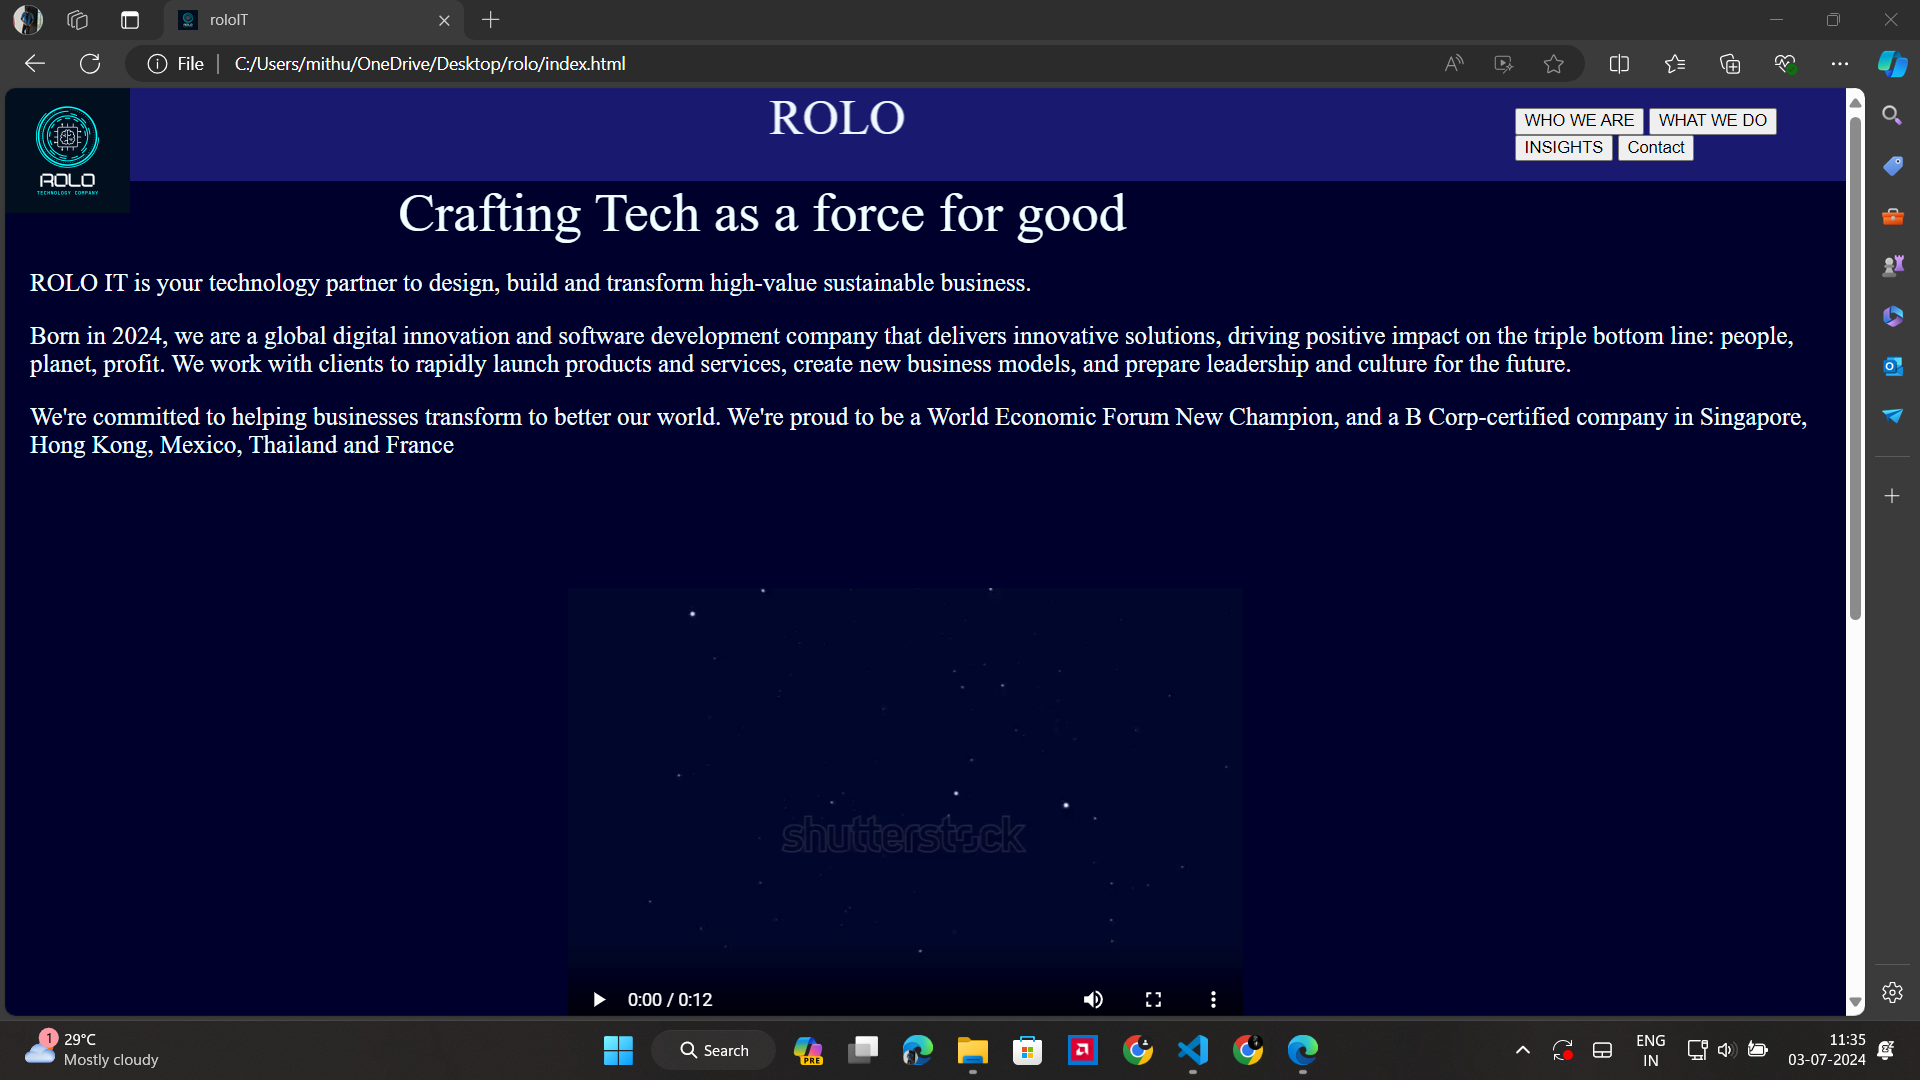 roloIT
File
C:/Users/mithu/OneDrive/Desktop/rolo/index.html
ROLO
TECHNOLOGY COMPANY
ROLO
WHO WE ARE
WHAT WE DO
INSIGHTS
Contact
Crafting Tech as a force for good
ROLO IT is your technology partner to design, build and transform high-value sustainable business.
Born in 2024, we are a global digital innovation and software development company that delivers innovative solutions, driving positive impact on the triple bottom line: people,
planet, profit. We work with clients to rapidly launch products and services, create new business models, and prepare leadership and culture for the future.
We're committed to helping businesses transform to better our world. We're proud to be a World Economic Forum New Champion, and a B Corp-certified company in Singapore,
Hong Kong, Mexico, Thailand and France
shutterstock
0:00 / 0:12
1
29°C
Mostly cloudy
Search
PRE
ENG
IN
11:35
03-07-2024